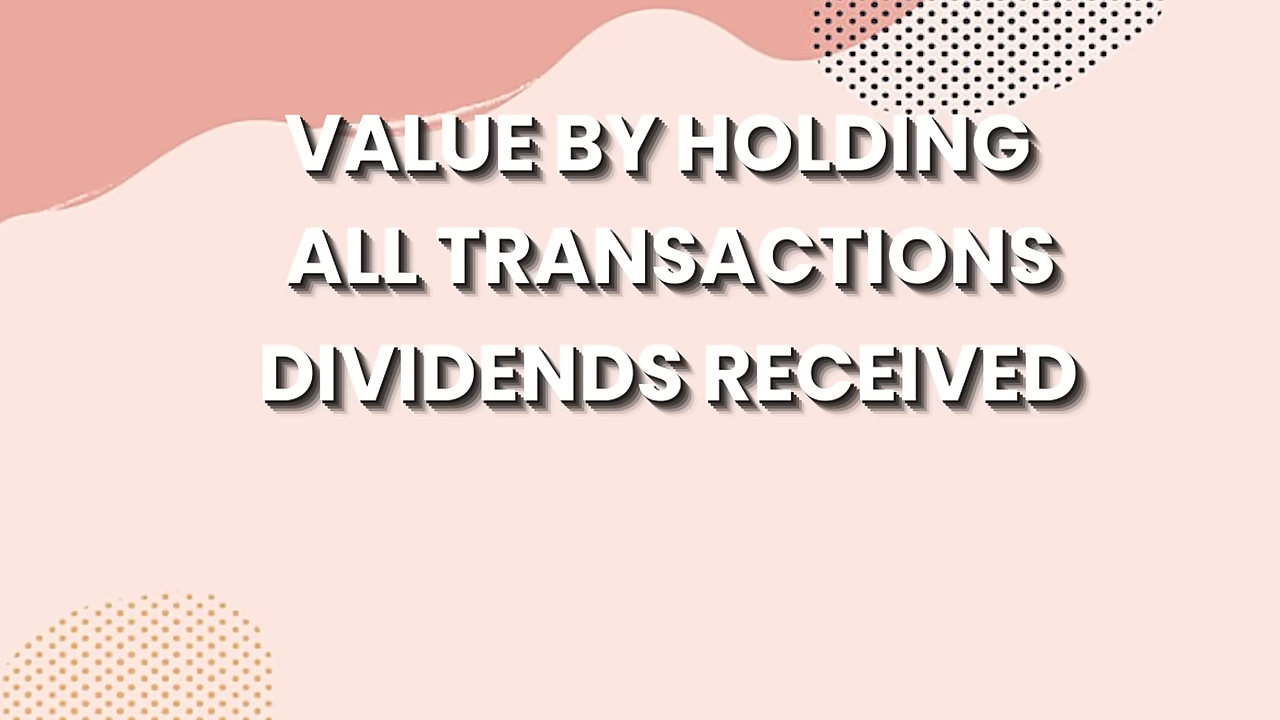 VALUE BY HOLDING
ALL TRANSACTIONS
DIVIDENDS RECEIVED